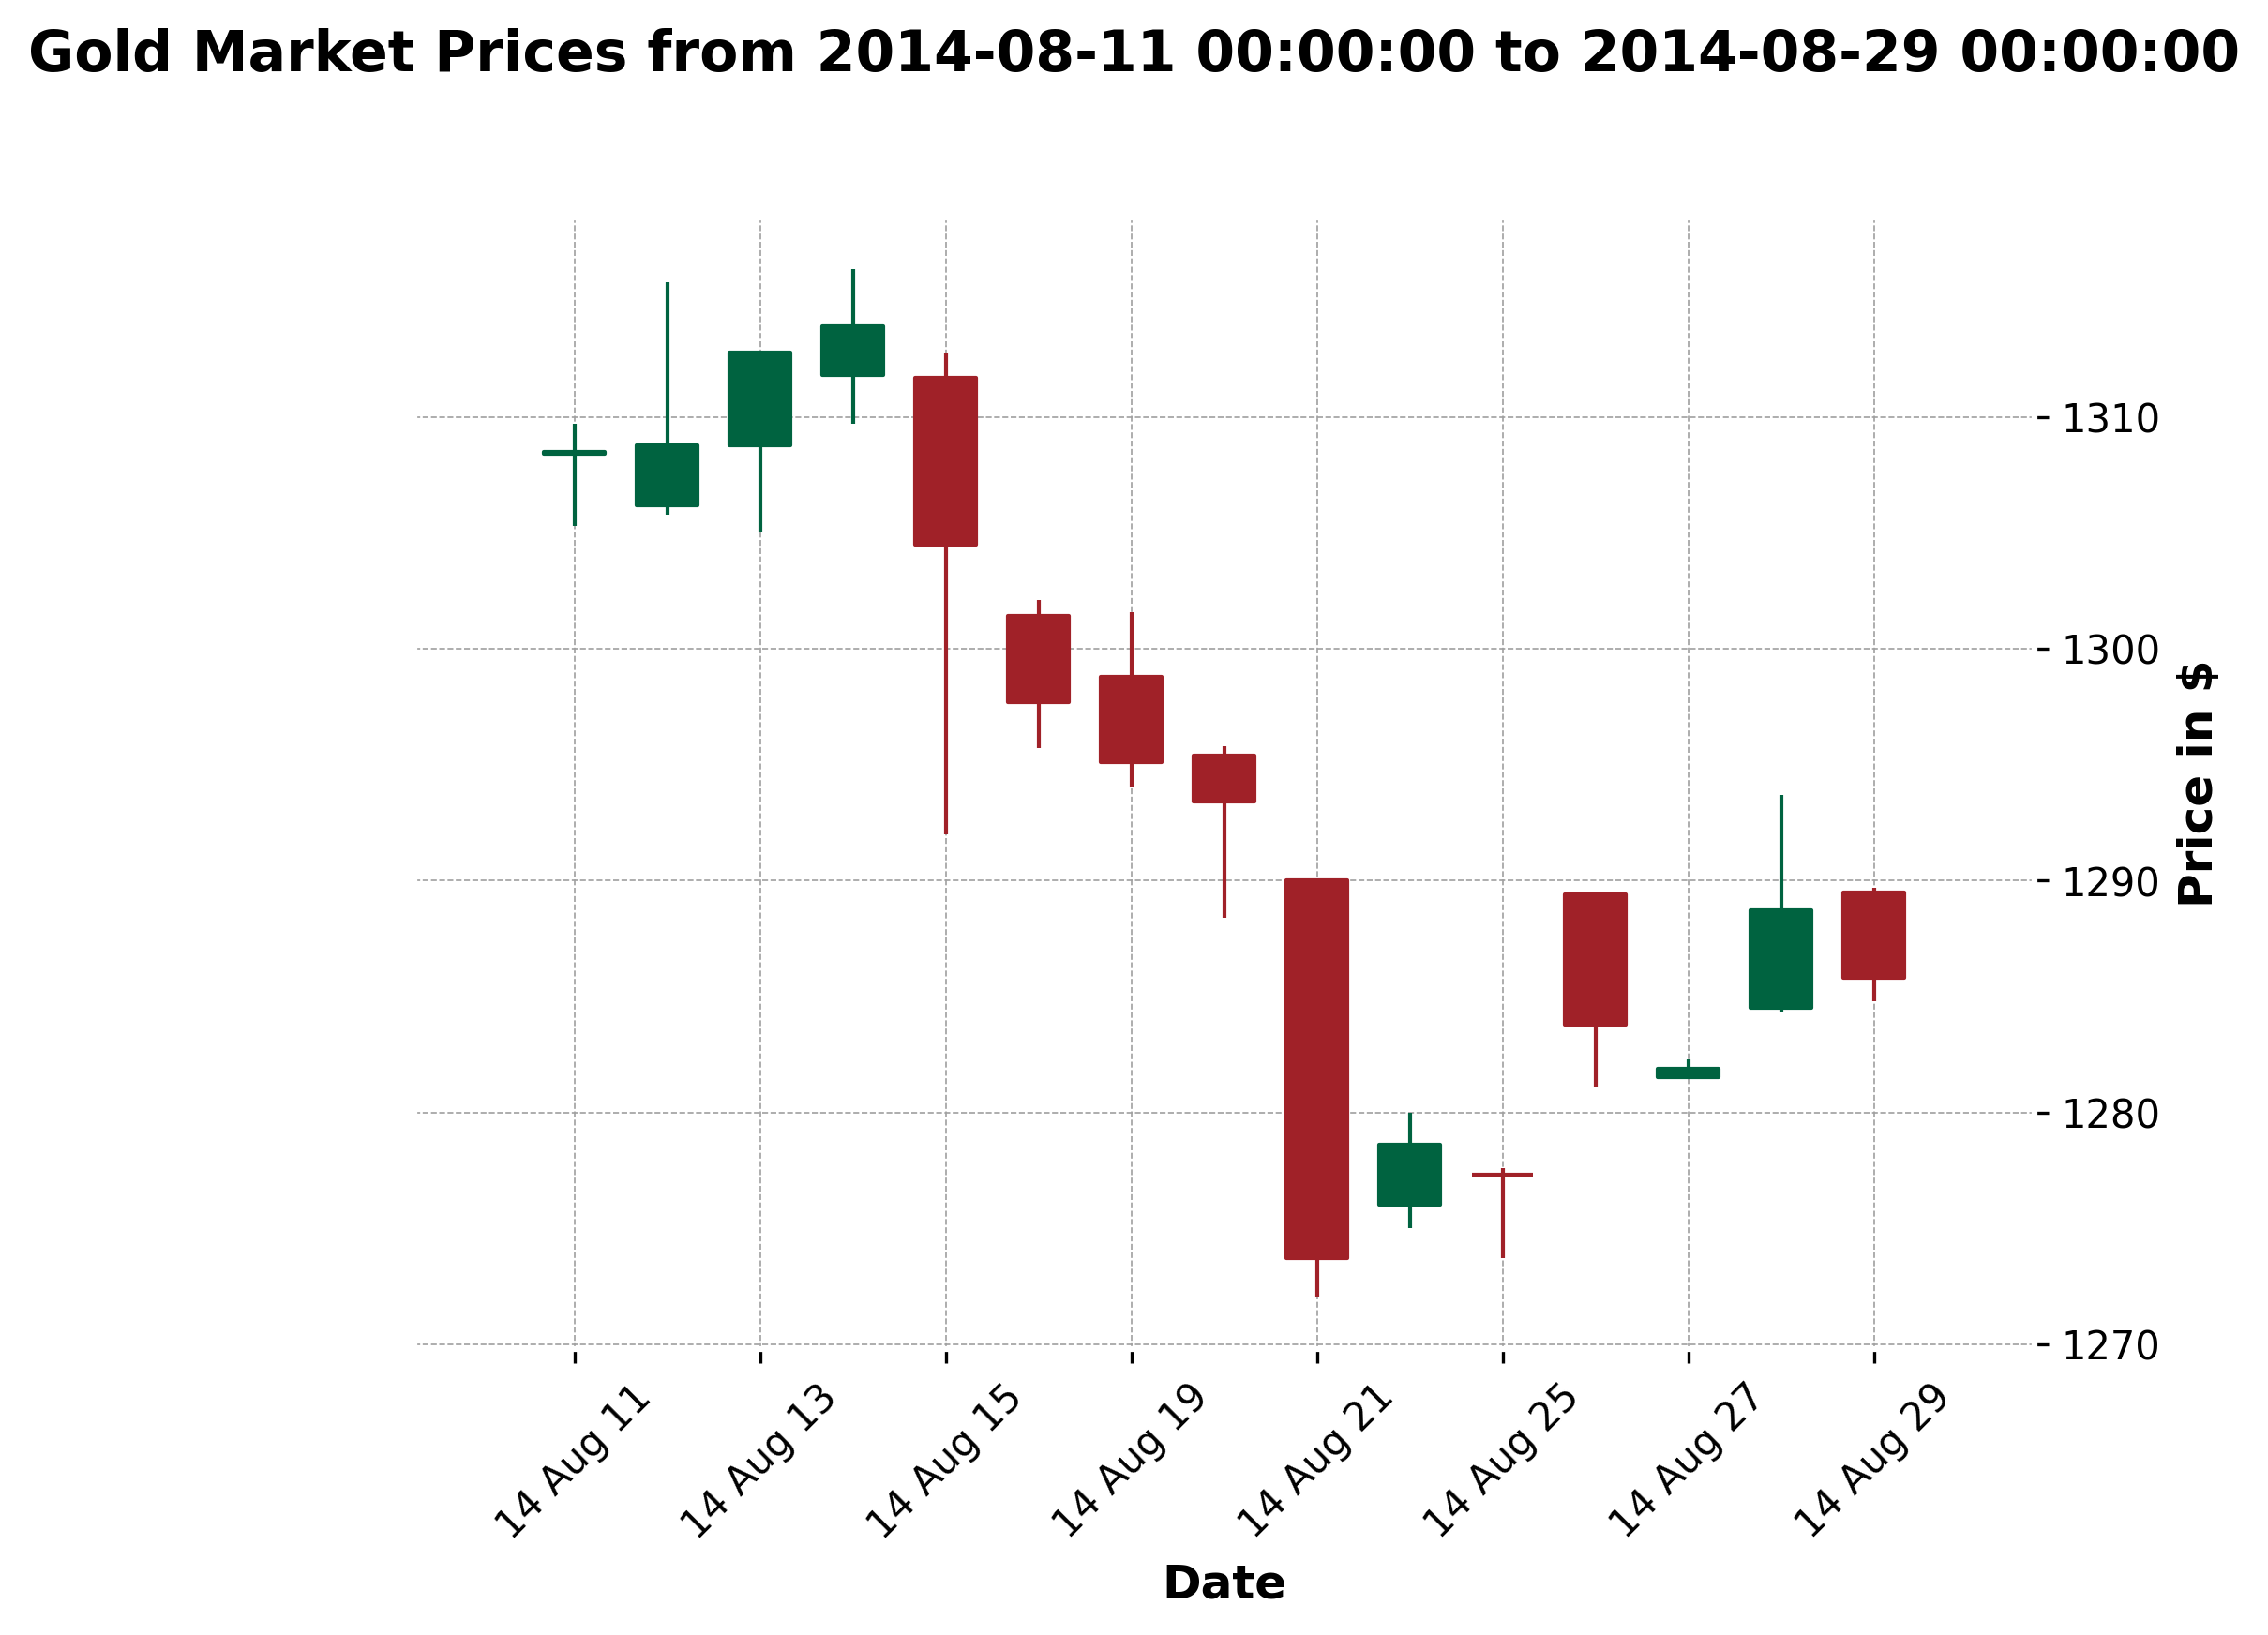 Gold Market Prices from 2014-08-11 00:00:00 to 2014-08-29 00:00:00
1310
1300
1290
1280
1270
Price in $
14 Aug 11
14 Aug 13
14 Aug 15
14 Aug 19
14 Aug 21
14 Aug 25
14 Aug 27
14 Aug 29
Date